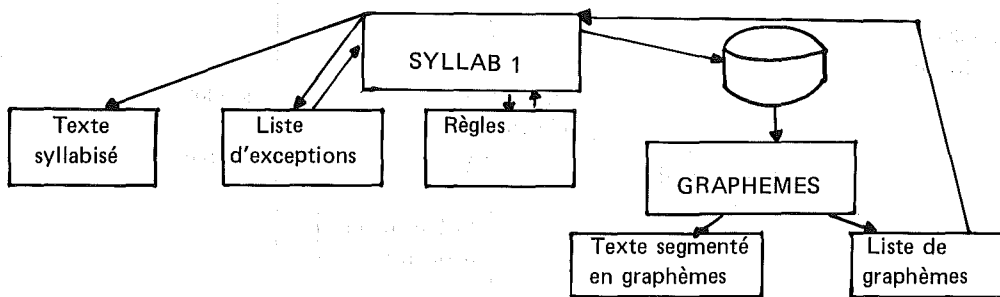 SYLLAB 1
Texte
syllabisé
Liste
d'exceptions
Règles
GRAPHEMES
Texte segmenté
en graphèmes
Liste de
graphèmes